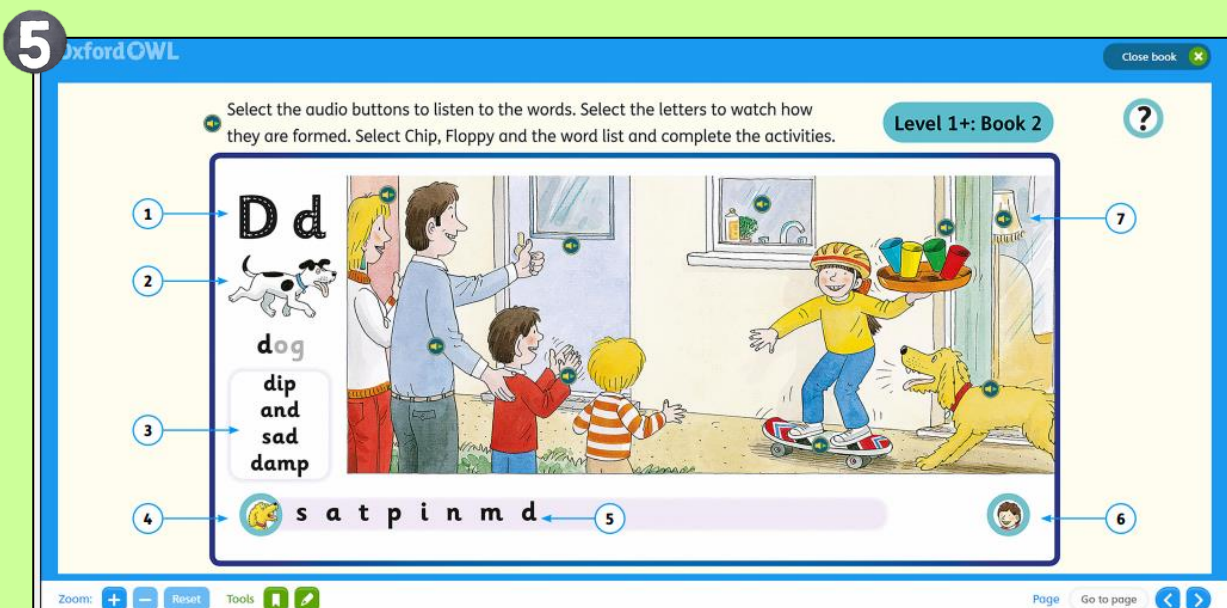 5
OxfordOWL
Close book
Select the audio buttons to listen to the words. Select the letters to watch how
they are formed. Select Chip, Floppy and the word list and complete the activities.
Level 1+: Book 2
?
1
D d
7
2
dog
dip
and
3
sad
damp
4
s a t p i n m d
5
6
Zoom:
+
−
Reset
Tools
Page
Go to page